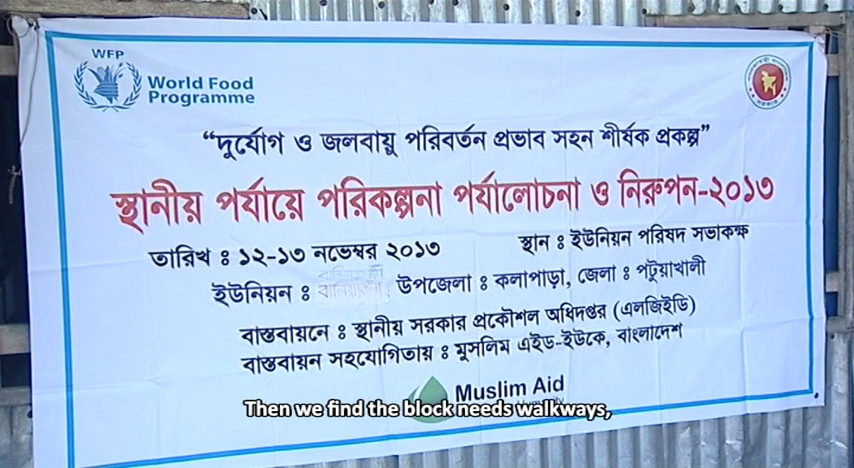 WFP
World Food
Programme
“দুর্যোগ ও জলবায়ু পরিবর্তন প্রভাব সহন শীর্ষক প্রকল্প”
স্থানীয় পর্যায়ে পরিকল্পনা পর্যালোচনা ও নিরুপন-২০১৩
তারিখ ঃ ১২-১৩ নভেম্বর ২০১৩
স্থান ঃ ইউনিয়ন পরিষদ সভাকক্ষ
ইউনিয়ন ঃ উপজেলা ঃ কলাপাড়া, জেলা ঃ পটুয়াখালী
বাস্তবায়নে ঃ স্থানীয় সরকার প্রকৌশল অধিদপ্তর (এলজিইডি)
বাস্তবায়ন সহযোগিতায় ঃ মুসলিম এইড-ইউকে, বাংলাদেশ
Muslim Aid
Then we find the block needs walkways,